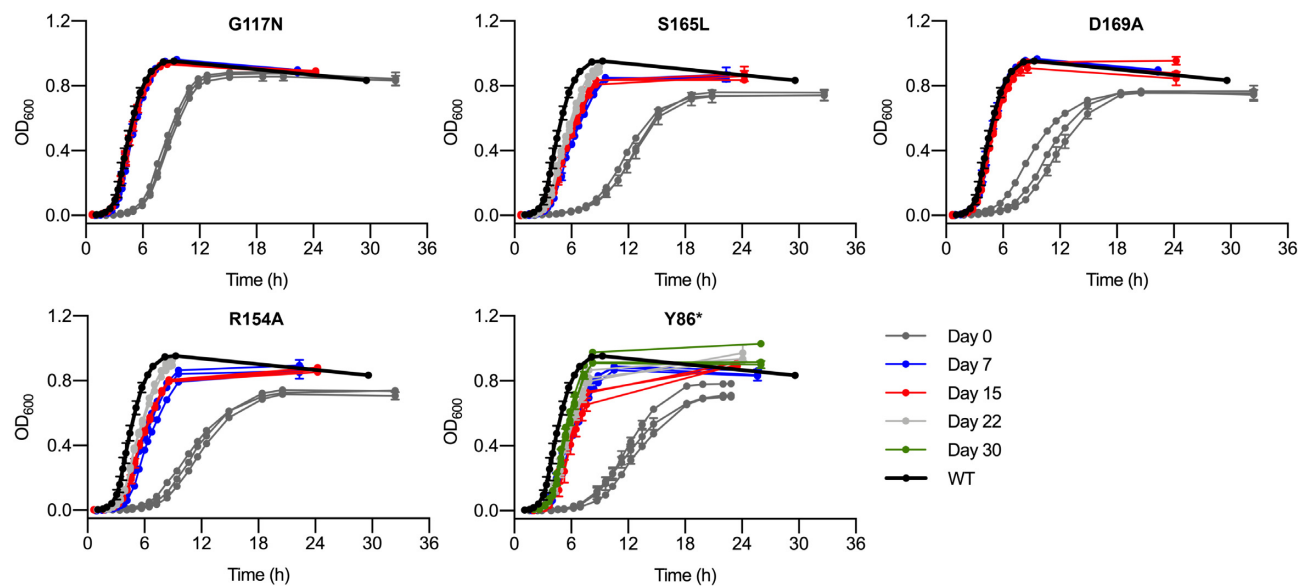 G117N
1.2
0.8
0.4
0.0
OD600
0 6 12 18 24 30 36
Time (h)
S165L
1.2
0.8
0.4
0.0
OD600
0 6 12 18 24 30 36
Time (h)
D169A
1.2
0.8
0.4
0.0
OD600
0 6 12 18 24 30 36
Time (h)
R154A
1.2
0.8
0.4
0.0
OD600
0 6 12 18 24 30 36
Time (h)
Y86*
1.2
0.8
0.4
0.0
OD600
0 6 12 18 24 30 36
Time (h)
Day 0
Day 7
Day 15
Day 22
Day 30
WT